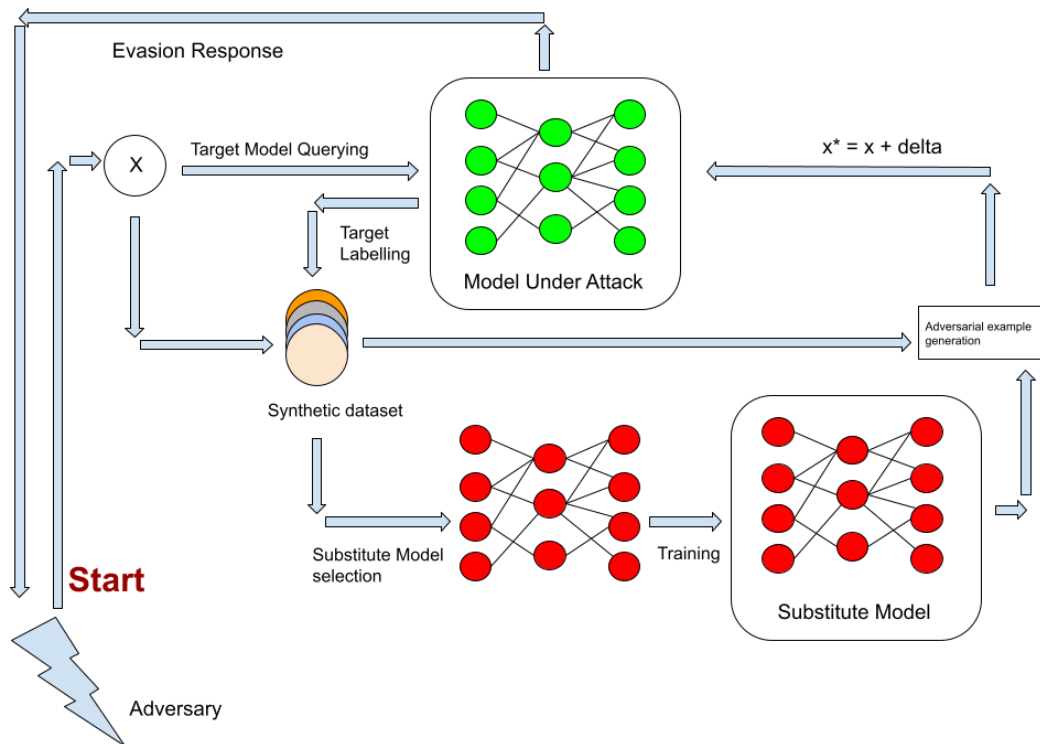 Evasion Response
X
Target Model Querying
x* = x + delta
Target
Labelling
Model Under Attack
Adversarial example
generation
Synthetic dataset
Substitute Model
selection
Training
Start
Substitute Model
Adversary